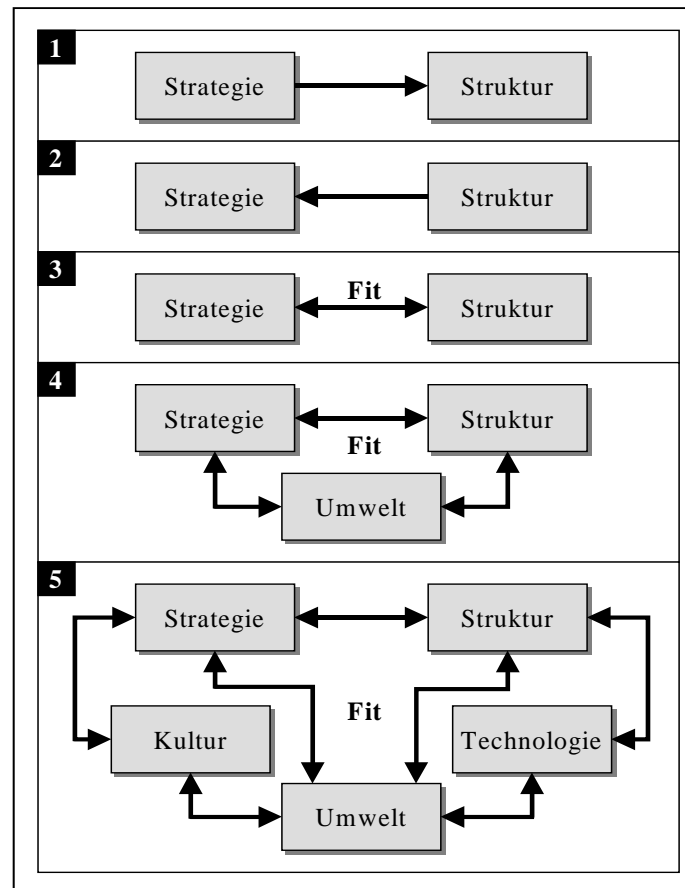 1
Strategie Struktur
2
Strategie Struktur
3
Strategie Fit Struktur
4
Strategie Struktur
Fit
Umwelt
5
Strategie Struktur
Fit
Kultur Technologie
Umwelt